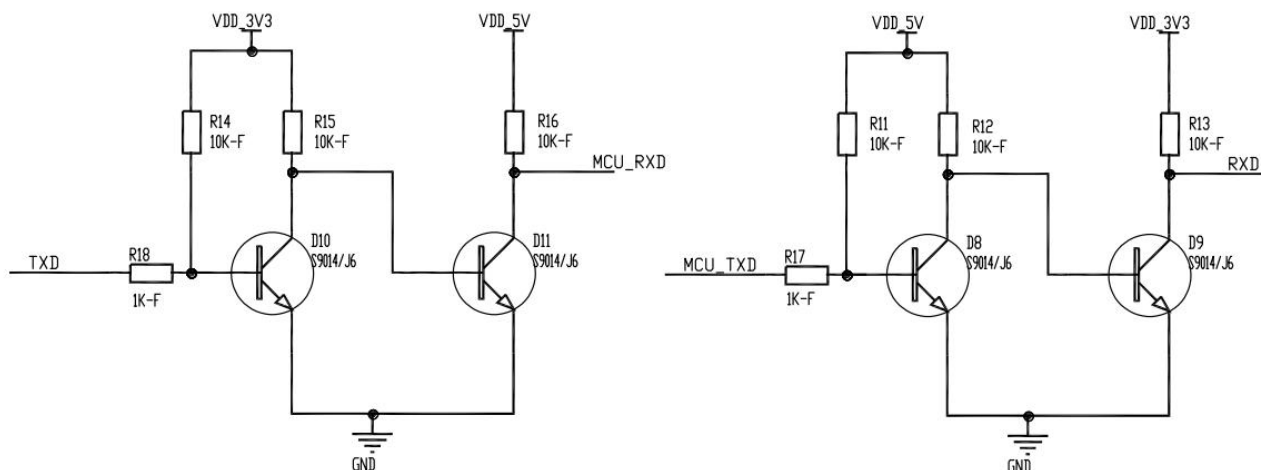 VDD_3V3
VDD_5V
R14
10K-F
R15
10K-F
R16
10K-F
MCU_RXD
D10
S9014/J6
D11
S9014/J6
TXD
R18
1K-F
GND
VDD_5V
VDD_3V3
R11
10K-F
R12
10K-F
R13
10K-F
RXD
D8
S9014/J6
D9
S9014/J6
MCU_TXD
R17
1K-F
GND